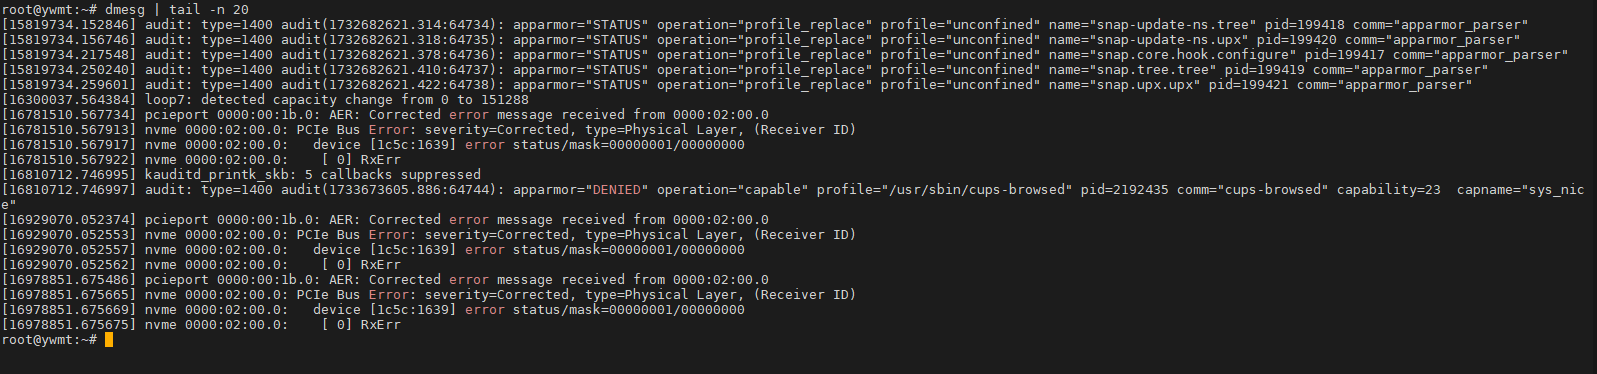 root@ywmt:~# dmesg | tail -n 20
[15819734.152846] audit: type=1400 audit(1732682621.314:64734): apparmor="STATUS" operation="profile_replace" profile="unconfined" name="snap-update-ns.tree" pid=199418 comm="apparmor_parser"
[15819734.156746] audit: type=1400 audit(1732682621.318:64735): apparmor="STATUS" operation="profile_replace" profile="unconfined" name="snap-update-ns.upx" pid=199420 comm="apparmor_parser"
[15819734.217548] audit: type=1400 audit(1732682621.378:64736): apparmor="STATUS" operation="profile_replace" profile="unconfined" name="snap.core.hook.configure" pid=199417 comm="apparmor_parser"
[15819734.250240] audit: type=1400 audit(1732682621.410:64737): apparmor="STATUS" operation="profile_replace" profile="unconfined" name="snap.tree.tree" pid=199419 comm="apparmor_parser"
[15819734.259601] audit: type=1400 audit(1732682621.422:64738): apparmor="STATUS" operation="profile_replace" profile="unconfined" name="snap.upx.upx" pid=199421 comm="apparmor_parser"
[16300037.564384] loop7: detected capacity change from 0 to 151288
[16781510.567734] pcieport 0000:00:1b.0: AER: Corrected error message received from 0000:02:00.0
[16781510.567913] nvme 0000:02:00.0: PCIe Bus Error: severity=Corrected, type=Physical Layer, (Receiver ID)
[16781510.567917] nvme 0000:02:00.0:   device [1c5c:1639] error status/mask=00000001/00000000
[16781510.567922] nvme 0000:02:00.0:    [ 0] RxErr
[16810712.746995] kauditd_printk_skb: 5 callbacks suppressed
[16810712.746997] audit: type=1400 audit(1733673605.886:64744): apparmor="DENIED" operation="capable" profile="/usr/sbin/cups-browsed" pid=2192435 comm="cups-browsed" capability=23  capname="sys_nic
e"
[16929070.052374] pcieport 0000:00:1b.0: AER: Corrected error message received from 0000:02:00.0
[16929070.052553] nvme 0000:02:00.0: PCIe Bus Error: severity=Corrected, type=Physical Layer, (Receiver ID)
[16929070.052557] nvme 0000:02:00.0:   device [1c5c:1639] error status/mask=00000001/00000000
[16929070.052562] nvme 0000:02:00.0:    [ 0] RxErr
[16978851.675486] pcieport 0000:00:1b.0: AER: Corrected error message received from 0000:02:00.0
[16978851.675665] nvme 0000:02:00.0: PCIe Bus Error: severity=Corrected, type=Physical Layer, (Receiver ID)
[16978851.675669] nvme 0000:02:00.0:   device [1c5c:1639] error status/mask=00000001/00000000
[16978851.675675] nvme 0000:02:00.0:    [ 0] RxErr
root@ywmt:~#